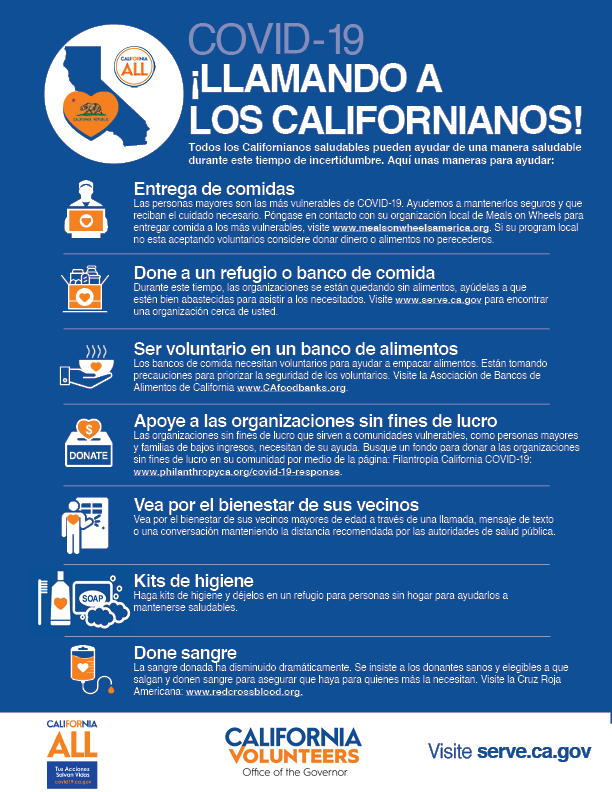 CALIFORNIA
ALL
CALIFORNIA REPUBLIC
COVID-19
¡LLAMANDO A
LOS CALIFORNIANOS!
Todos los Californianos saludables pueden ayudar de una manera saludable
durante este tiempo de incertidumbre. Aquí unas maneras para ayudar:
Entrega de comidas
Las personas mayores son las más vulnerables de COVID-19. Ayudemos a mantenerlos seguros y que
reciban el cuidado necesario. Póngase en contacto con su organización local de Meals on Wheels para
entregar comida a los más vulnerables, visite www.mealsonwheelsamerica.org. Si su program local
no esta aceptando voluntarios considere donar dinero o alimentos no perecederos.
Done a un refugio o banco de comida
Durante este tiempo, las organizaciones se están quedando sin alimentos, ayúdelas a que
estén bien abastecidas para asistir a los necesitados. Visite www.serve.ca.gov para encontrar
una organización cerca de usted.
Ser voluntario en un banco de alimentos
Los bancos de comida necesitan voluntarios para ayudar a empacar alimentos. Están tomando
precauciones para priorizar la seguridad de los voluntarios. Visite la Asociación de Bancos de
Alimentos de California www.CAfoodbanks.org.
Apoye a las organizaciones sin fines de lucro
Las organizaciones sin fines de lucro que sirven a comunidades vulnerables, como personas mayores
y familias de bajos ingresos, necesitan de su ayuda. Busque un fondo para donar a las organizaciones
sin fines de lucro en su comunidad por medio de la página: Filantropía California COVID-19:
www.philanthropyca.org/covid-19-response.
$
DONATE
Vea por el bienestar de sus vecinos
Vea por el bienestar de sus vecinos mayores de edad a través de una llamada, mensaje de texto
o una conversación manteniendo la distancia recomendada por las autoridades de salud pública.
Kits de higiene
Haga kits de higiene y déjelos en un refugio para personas sin hogar para ayudarlos a
mantenerse saludables.
SOAP
Done sangre
La sangre donada ha disminuido dramáticamente. Se insiste a los donantes sanos y elegibles a que
salgan y donen sangre para asegurar que haya para quienes más la necesitan. Visite la Cruz Roja
Americana: www.redcrossblood.org.
CALIFORNIA
ALL
Tus Acciones
Salvan Vidas
covid19.ca.gov
CALIFORNIA
VOLUNTEERS
Office of the Governor
Visite serve.ca.gov